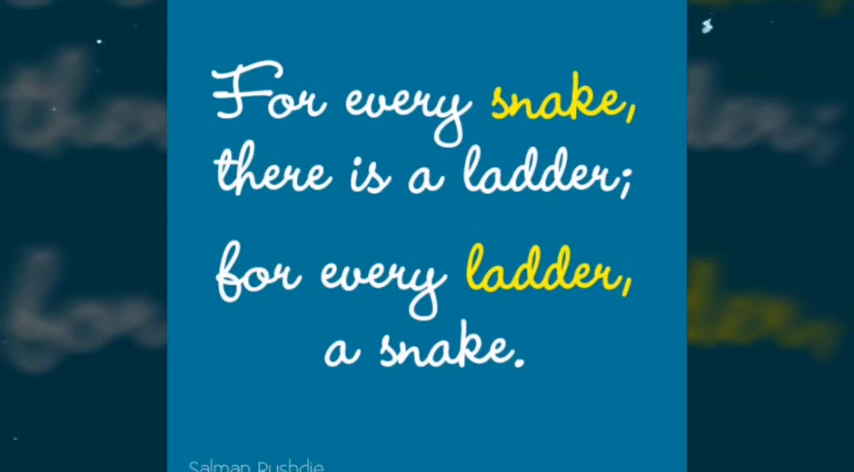 For every snake,
there is a ladder;
for every ladder,
a snake.
Salman Rushdie